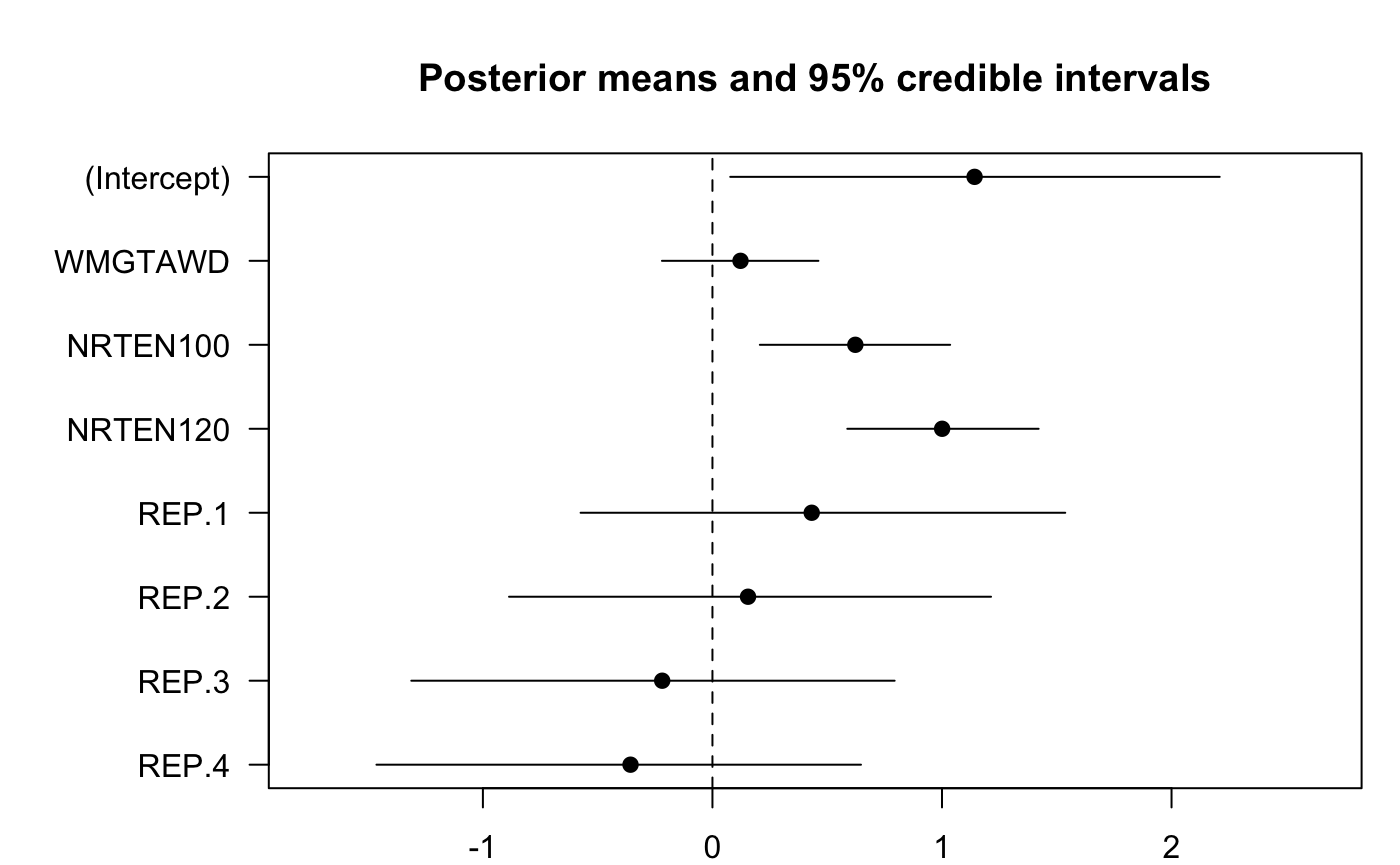 Posterior means and 95% credible intervals
(Intercept)
WMGTAWD
NRTEN100
NRTEN120
REP.1
REP.2
REP.3
REP.4
-1 0 1 2